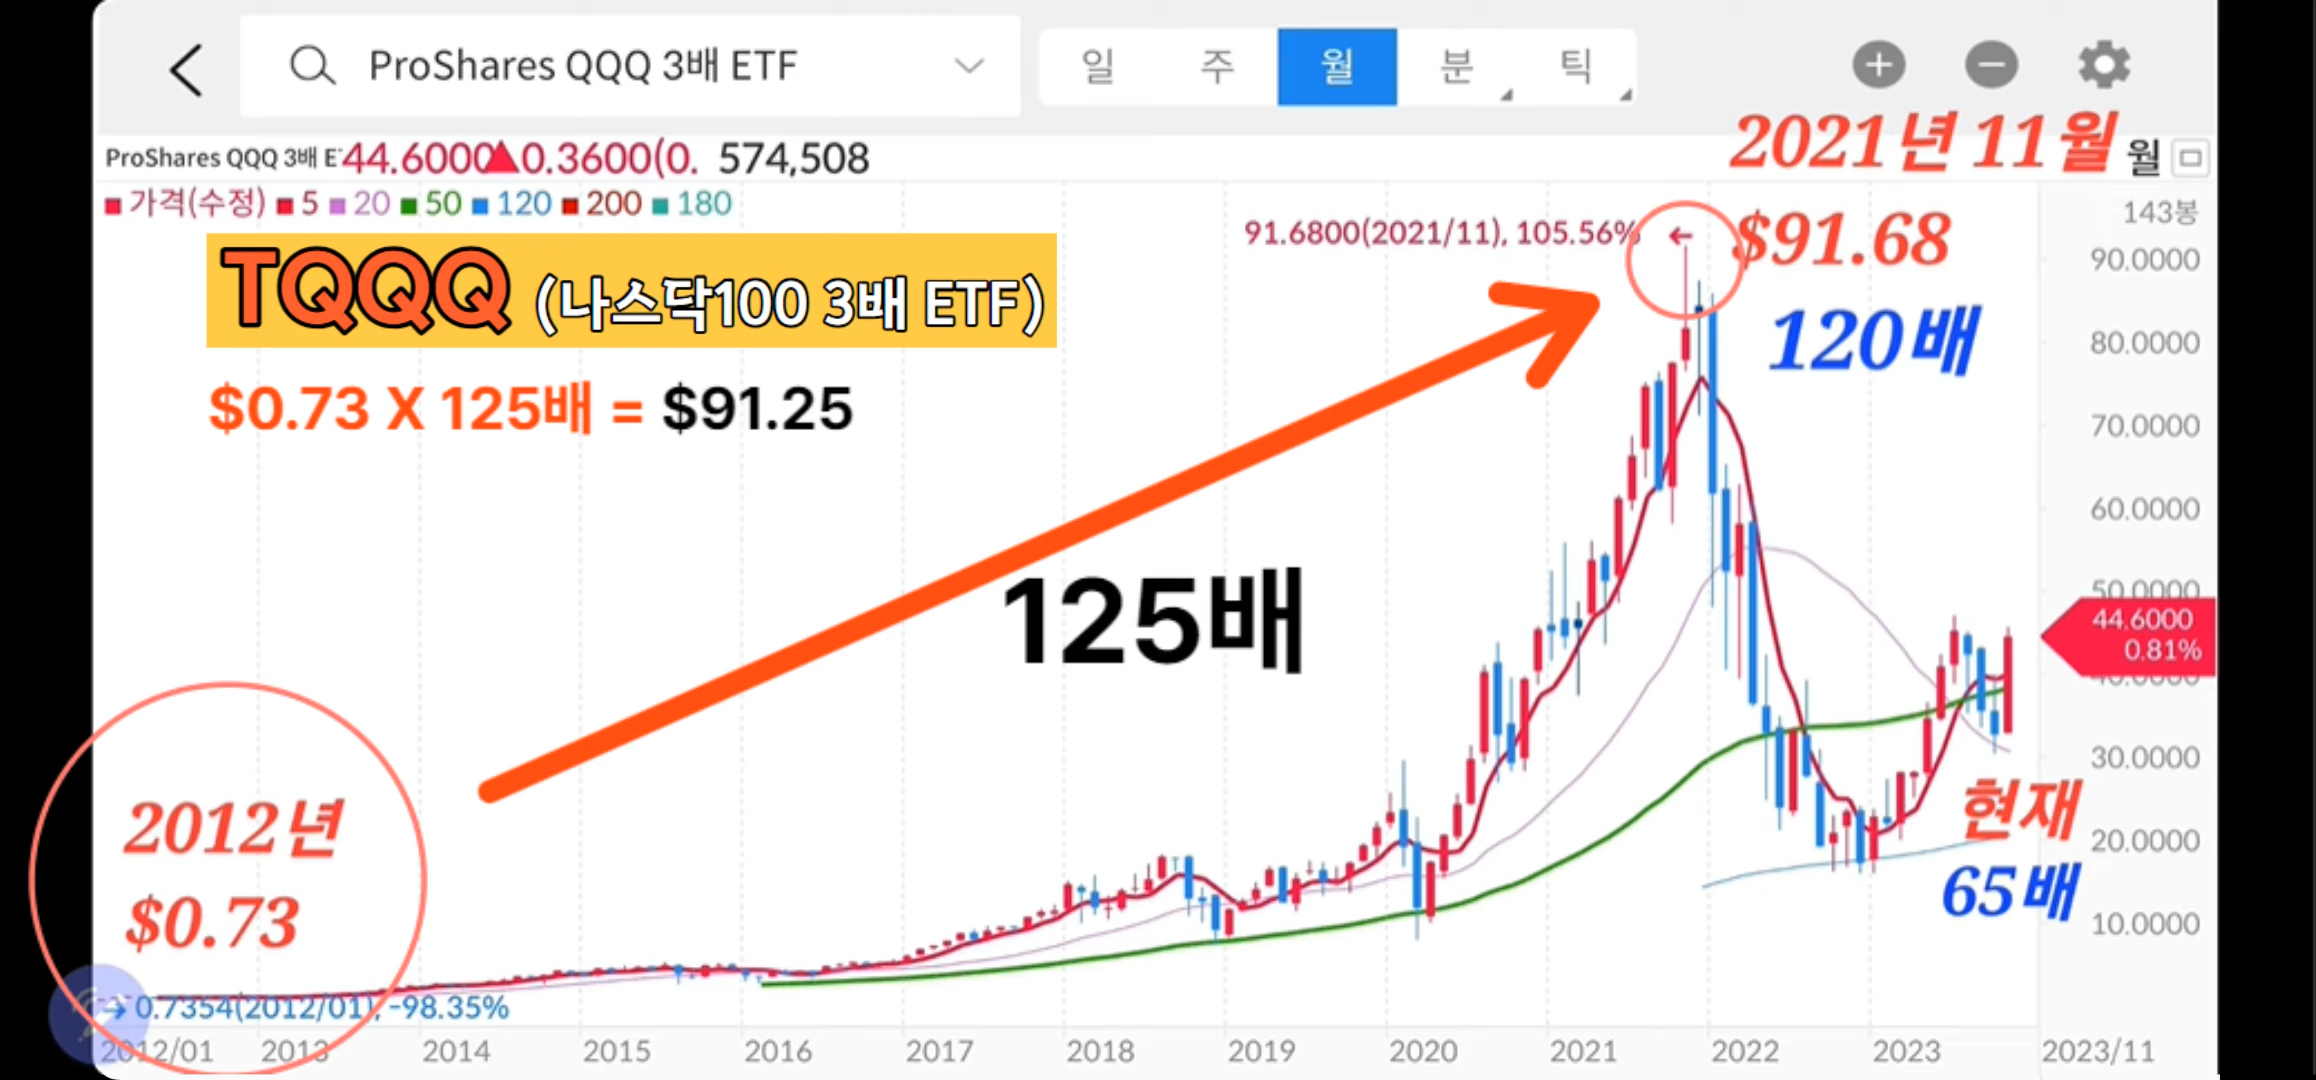 ProShares QQQ 3배 ETF
일 주 월 분 틱
2021년 11월 월
ProShares QQQ 3배 E 44.6000▲0.3600(0. 574,508
■ 가격(수정) ■ 5 ■ 20 ■ 50 ■ 120 ■ 200 ■ 180
143봉
91.6800(2021/11), 105.56% ←
$91.68
90.0000
TQQQ (나스닥100 3배 ETF)
120배
80.0000
$0.73 X 125배 = $91.25
70.0000
60.0000
50.0000
125배
44.6000
0.81%
30.0000
현재
2012년
20.0000
65배
$0.73
10.0000
→ 0.7354(2012/01), -98.35%
2012/01 2013 2014 2015 2016 2017 2018 2019 2020 2021 2022 2023 2023/11